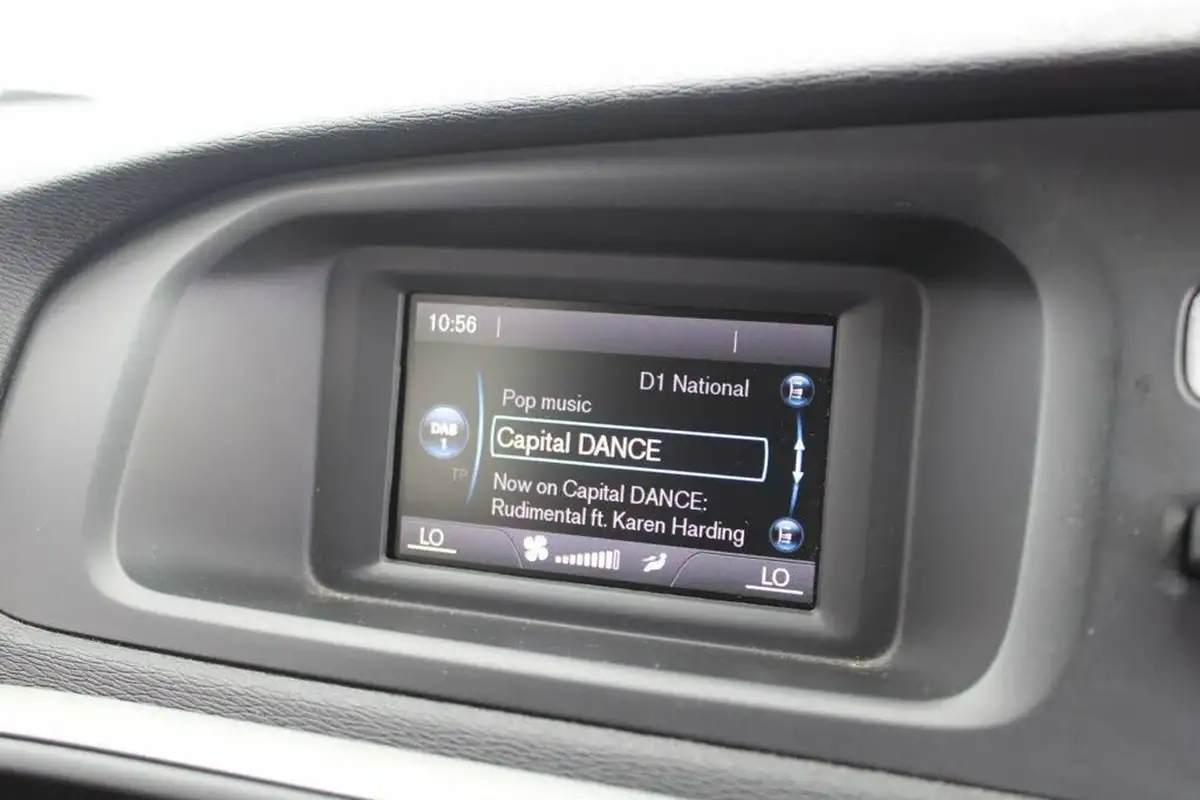 10:56
D1 National
Pop music
DAB
1
Capital DANCE
TP
Now on Capital DANCE:
Rudimental ft. Karen Harding
LO
LO